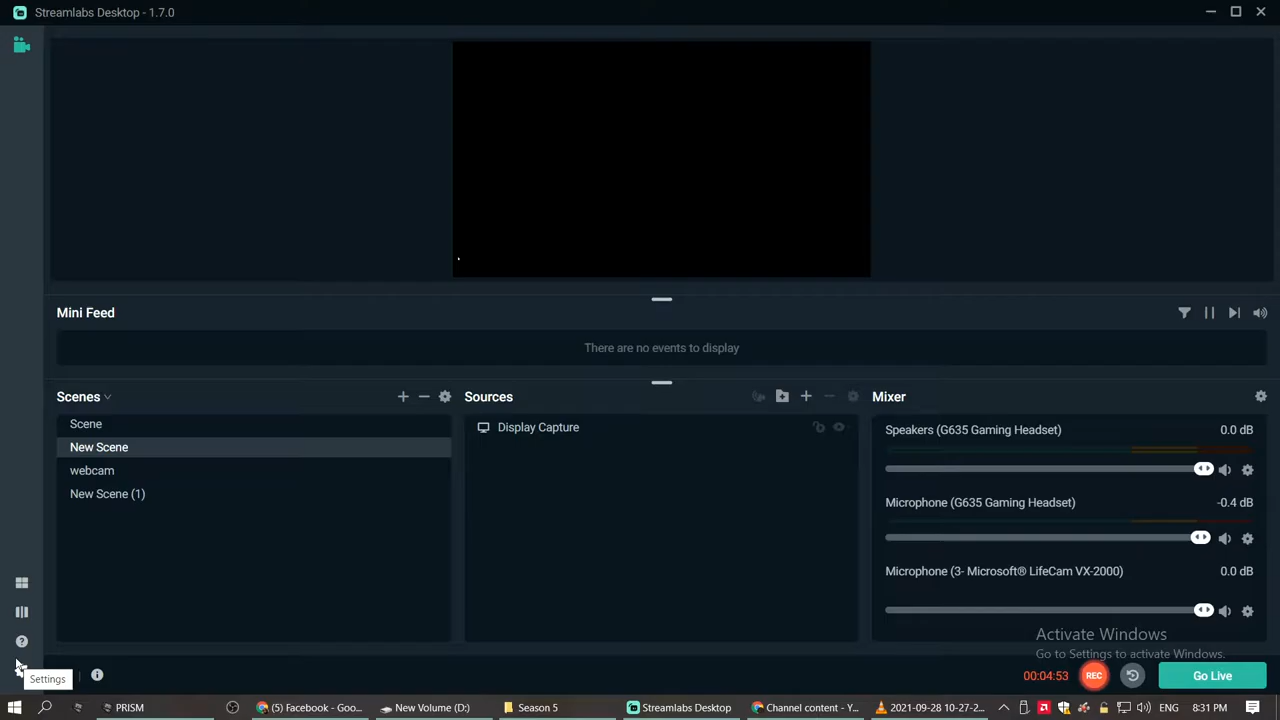 Streamlabs Desktop - 1.7.0
Mini Feed
There are no events to display
Scenes
Sources
Mixer
Scene
New Scene
webcam
New Scene (1)
Display Capture
Speakers (G635 Gaming Headset) 0.0 dB
Microphone (G635 Gaming Headset) -0.4 dB
Microphone (3- Microsoft® LifeCam VX-2000) 0.0 dB
Activate Windows
Go to Settings to activate Windows.
Settings
00:04:53 REC Go Live
PRISM
(5) Facebook - Goo...
New Volume (D:)
Season 5
Streamlabs Desktop
Channel content - Y...
2021-09-28 10-27-2...
ENG 8:31 PM